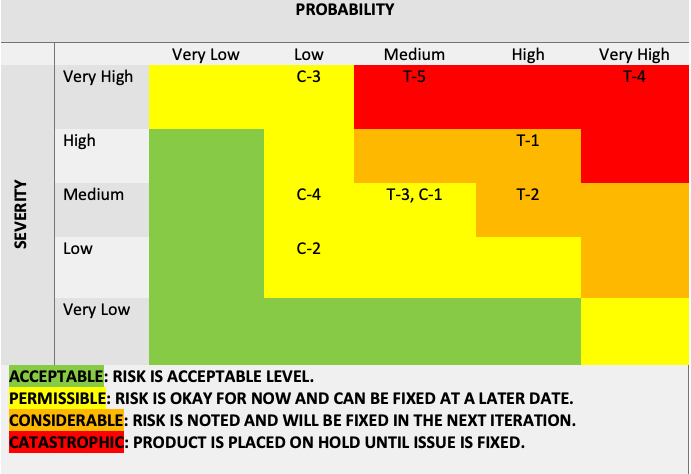 PROBABILITY
Very Low Low Medium High Very High
Very High C-3 T-5 T-4
High T-1
SEVERITY
Medium C-4 T-3, C-1 T-2
Low C-2
Very Low
ACCEPTABLE: RISK IS ACCEPTABLE LEVEL.
PERMISSIBLE: RISK IS OKAY FOR NOW AND CAN BE FIXED AT A LATER DATE.
CONSIDERABLE: RISK IS NOTED AND WILL BE FIXED IN THE NEXT ITERATION.
CATASTROPHIC: PRODUCT IS PLACED ON HOLD UNTIL ISSUE IS FIXED.